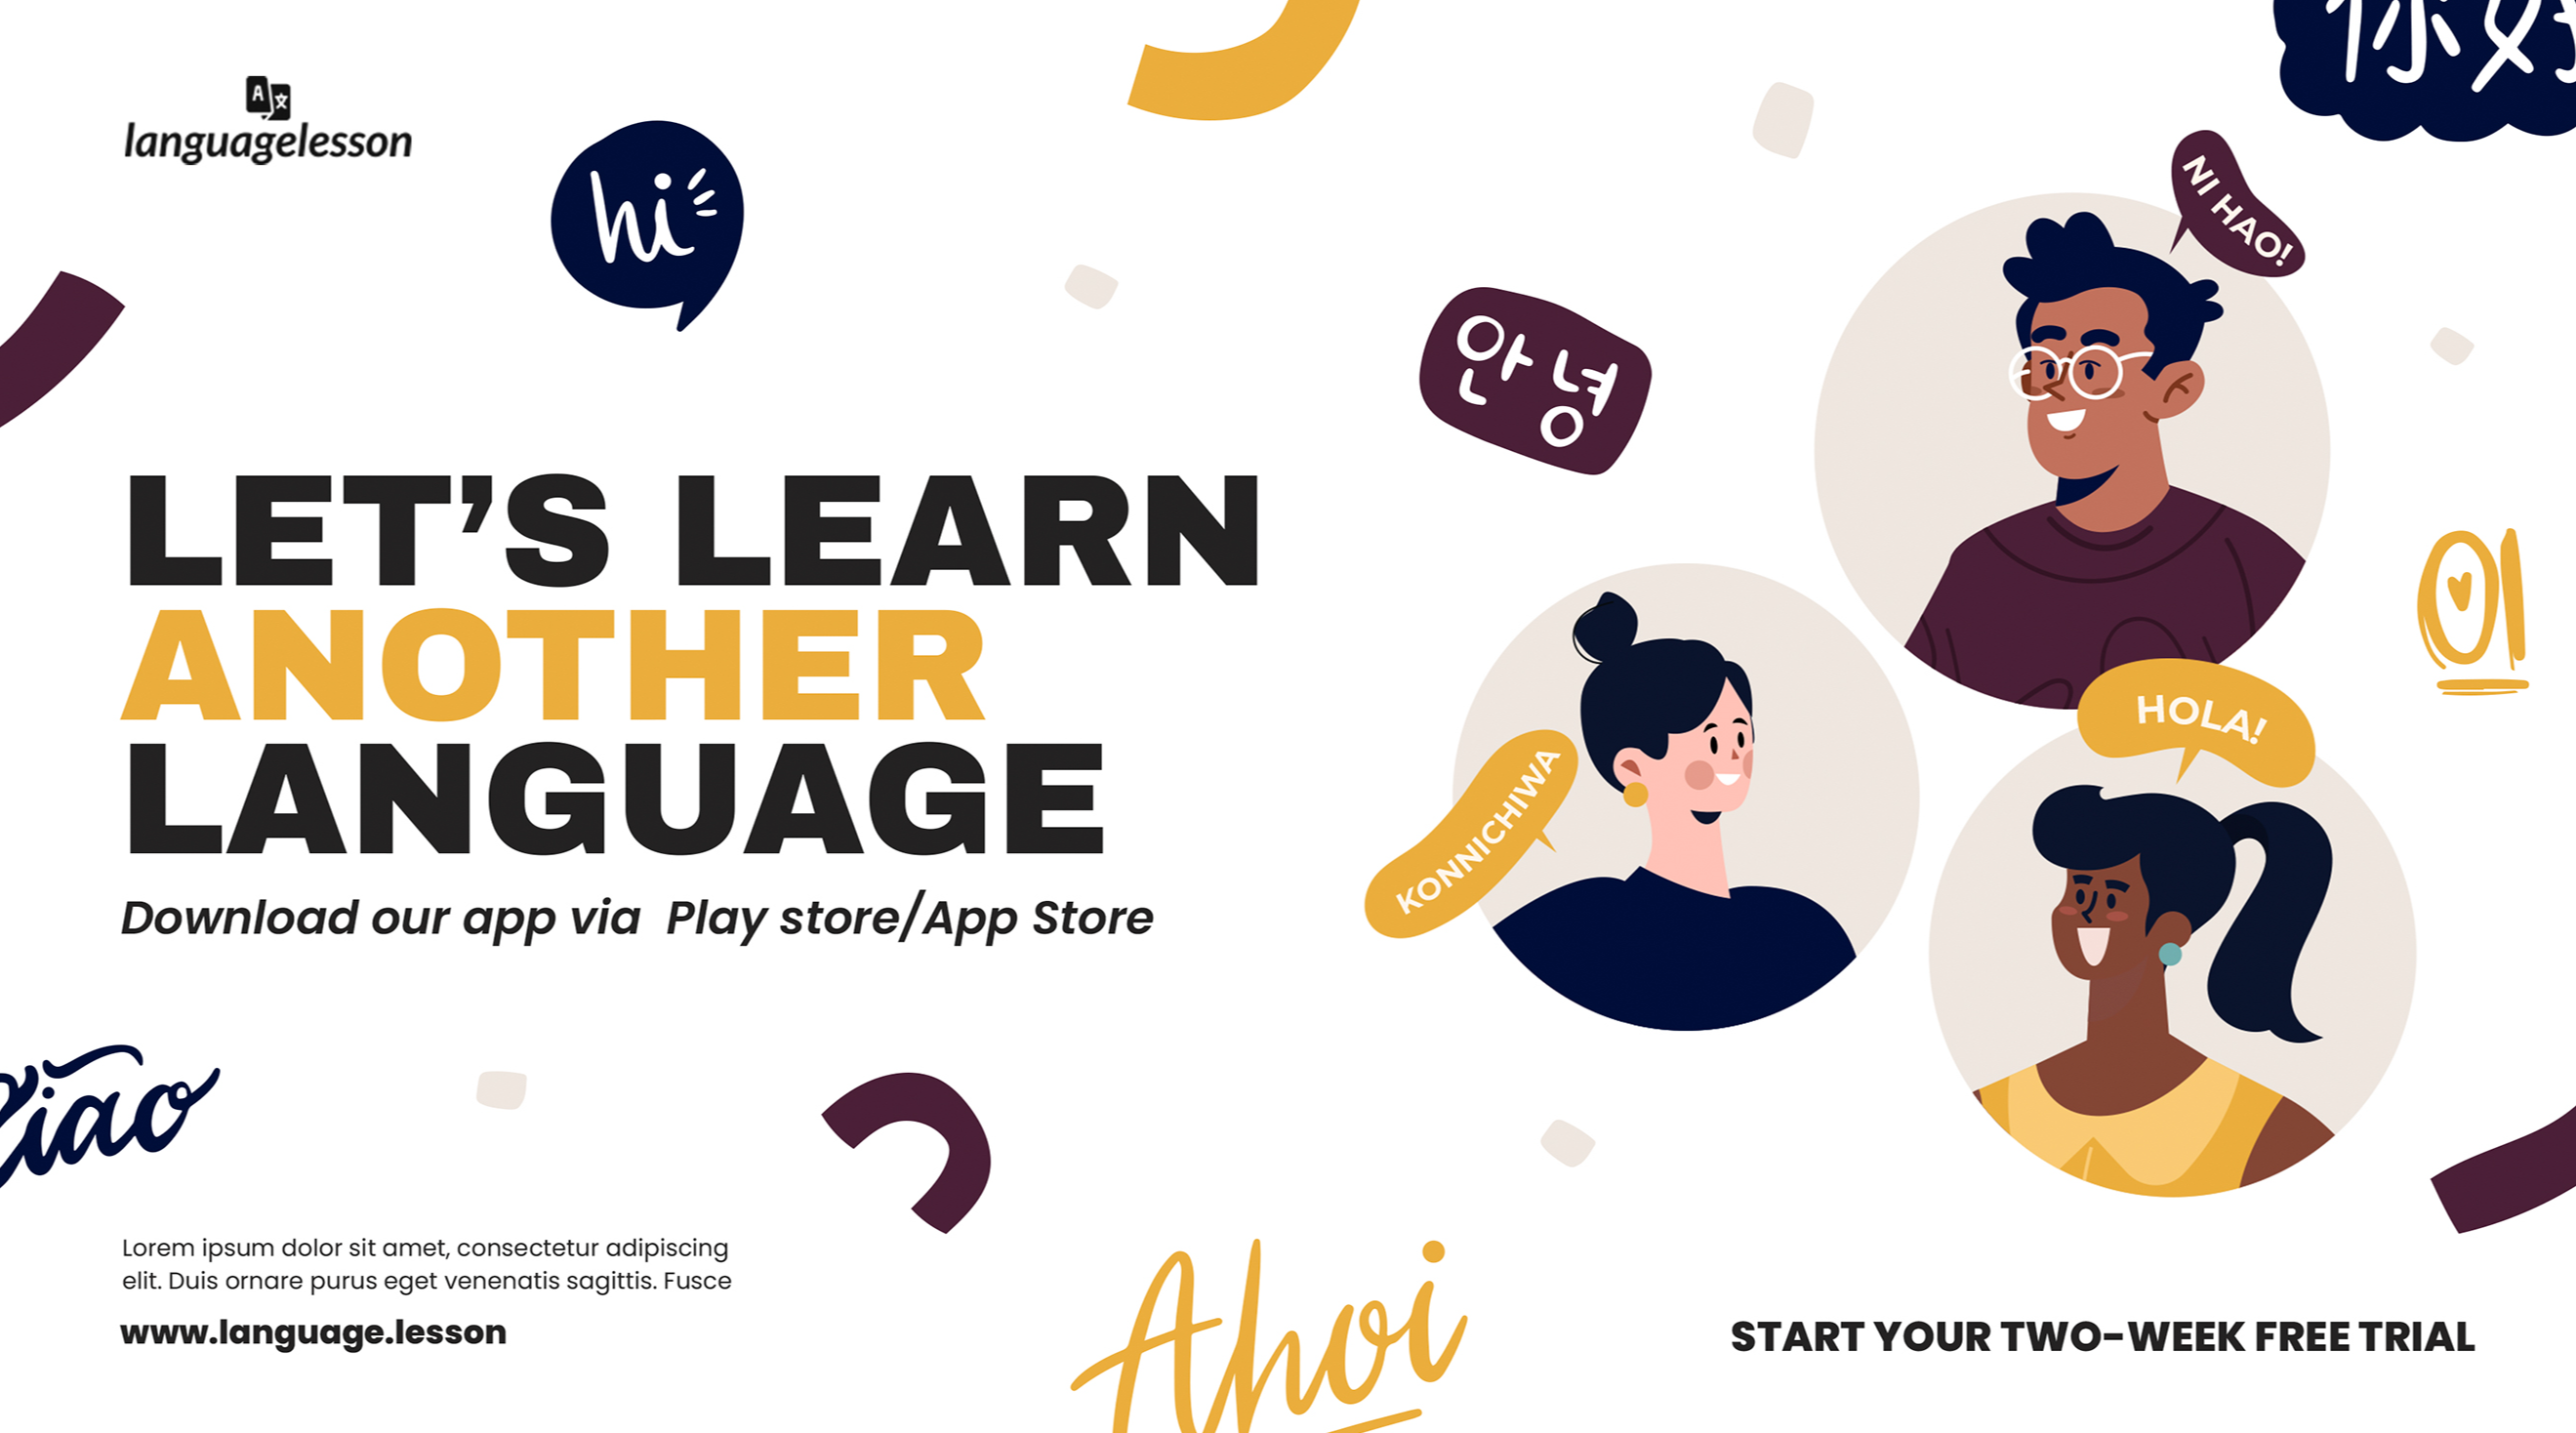 languagelesson
hi
你好
NI HAO!
안녕
LET'S LEARN
ANOTHER
LANGUAGE
Download our app via  Play store/App Store
OI
HOLA!
KONNICHIWA
Ciao
Lorem ipsum dolor sit amet, consectetur adipiscing
elit. Duis ornare purus eget venenatis sagittis. Fusce
www.language.lesson
Ahoi
START YOUR TWO-WEEK FREE TRIAL